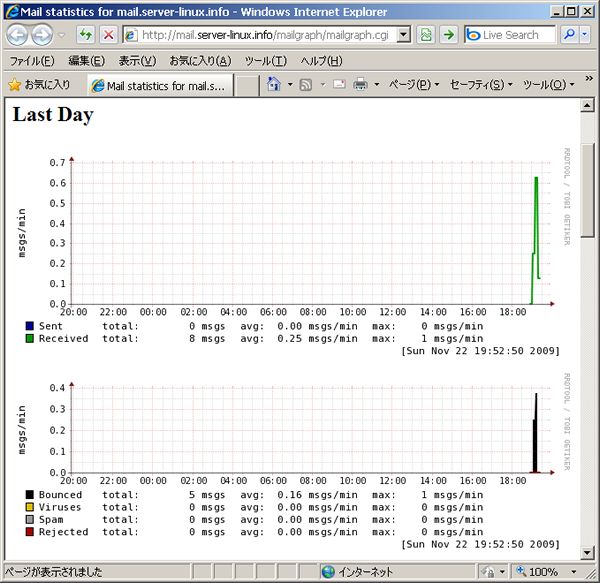 Mail statistics for mail.server-linux.info - Windows Internet Explorer
http://mail.server-linux.info/mailgraph/mailgraph.cgi Live Search
ファイル(F) 編集(E) 表示(V) お気に入り(A) ツール(T) ヘルプ(H)
お気に入り Mail statistics for mail.s... ページ(P) セーフティ(S) ツール(O)
Last Day
RRDTOOL / TOBI OETIKER
msgs/min
0.7
0.6
0.5
0.4
0.3
0.2
0.1
0.0
20:00 22:00 00:00 02:00 04:00 06:00 08:00 10:00 12:00 14:00 16:00 18:00
Sent total: 0 msgs avg: 0.00 msgs/min max: 0 msgs/min
Received total: 8 msgs avg: 0.25 msgs/min max: 1 msgs/min
[Sun Nov 22 19:52:50 2009]
RRDTOOL / TOBI OETIKER
msgs/min
0.4
0.3
0.2
0.1
0.0
20:00 22:00 00:00 02:00 04:00 06:00 08:00 10:00 12:00 14:00 16:00 18:00
Bounced total: 5 msgs avg: 0.16 msgs/min max: 1 msgs/min
Viruses total: 0 msgs avg: 0.00 msgs/min max: 0 msgs/min
Spam total: 0 msgs avg: 0.00 msgs/min max: 0 msgs/min
Rejected total: 0 msgs avg: 0.00 msgs/min max: 0 msgs/min
[Sun Nov 22 19:52:50 2009]
ページが表示されました インターネット 100%